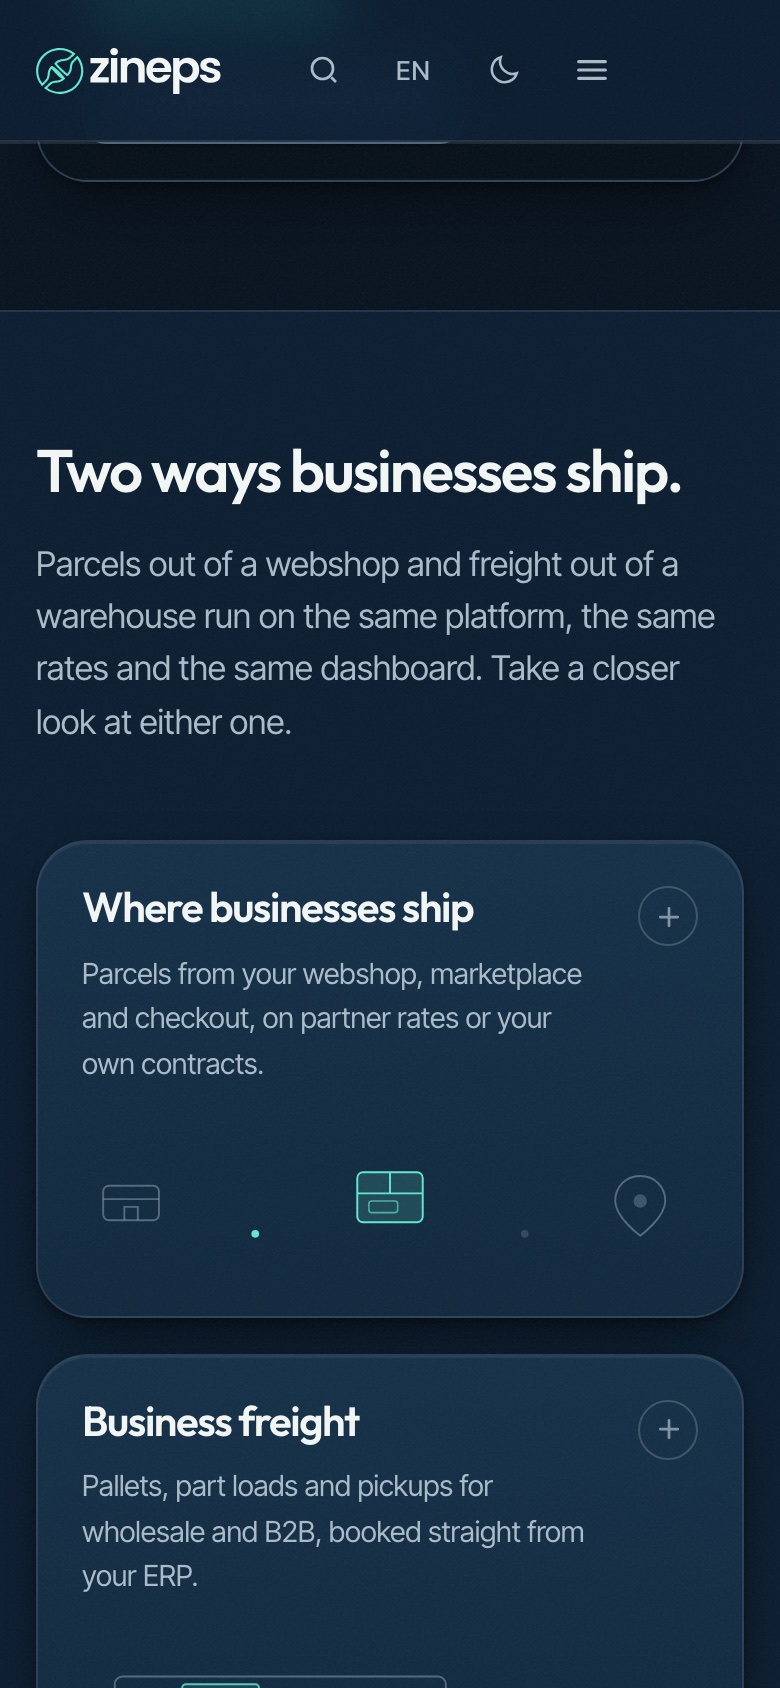 zineps
EN
Two ways businesses ship.
Parcels out of a webshop and freight out of a
warehouse run on the same platform, the same
rates and the same dashboard. Take a closer
look at either one.
Where businesses ship
Parcels from your webshop, marketplace
and checkout, on partner rates or your
own contracts.
Business freight
Pallets, part loads and pickups for
wholesale and B2B, booked straight from
your ERP.